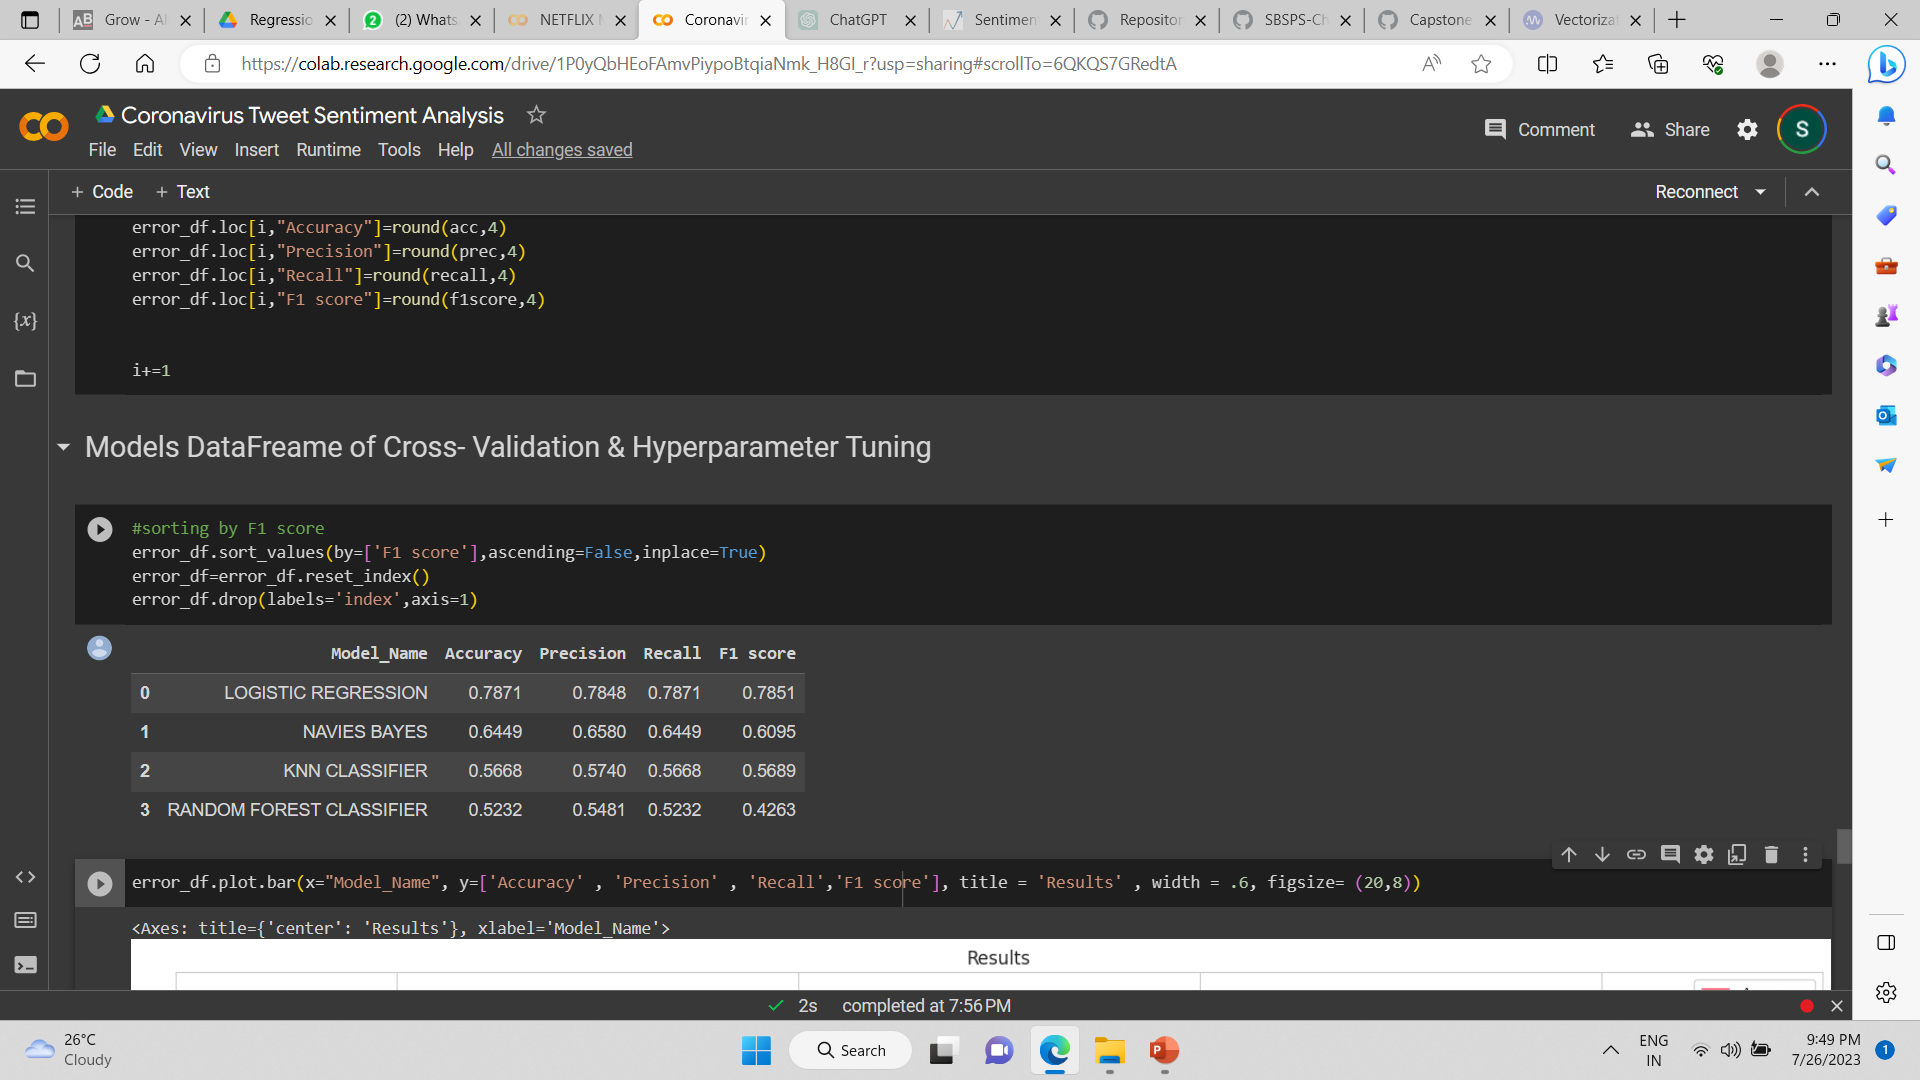 Grow - Al
Regressio
(2) Whats
NETFLIX M
Coronavir
ChatGPT
Sentimen
Repositor
SBSPS-Ch
Capstone
Vectorizat
https://colab.research.google.com/drive/1P0yQbHEoFAmvPiypoBtqiaNmk_H8GI_r?usp=sharing#scrollTo=6QKQS7GRedtA
Coronavirus Tweet Sentiment Analysis
Comment
Share
S
File Edit View Insert Runtime Tools Help All changes saved
+ Code + Text
Reconnect
error_df.loc[i,"Accuracy"]=round(acc,4)
error_df.loc[i,"Precision"]=round(prec,4)
error_df.loc[i,"Recall"]=round(recall,4)
error_df.loc[i,"F1 score"]=round(f1score,4)
i+=1
Models DataFreame of Cross- Validation & Hyperparameter Tuning
#sorting by F1 score
error_df.sort_values(by=['F1 score'],ascending=False,inplace=True)
error_df=error_df.reset_index()
error_df.drop(labels='index',axis=1)
Model_Name Accuracy Precision Recall F1 score
0 LOGISTIC REGRESSION 0.7871 0.7848 0.7871 0.7851
1 NAVIES BAYES 0.6449 0.6580 0.6449 0.6095
2 KNN CLASSIFIER 0.5668 0.5740 0.5668 0.5689
3 RANDOM FOREST CLASSIFIER 0.5232 0.5481 0.5232 0.4263
error_df.plot.bar(x="Model_Name", y=['Accuracy' , 'Precision' , 'Recall','F1 score'], title = 'Results' , width = .6, figsize= (20,8))
<Axes: title={'center': 'Results'}, xlabel='Model_Name'>
Results
2s completed at 7:56 PM
26°C
Cloudy
Search
ENG
IN
9:49 PM
7/26/2023
1